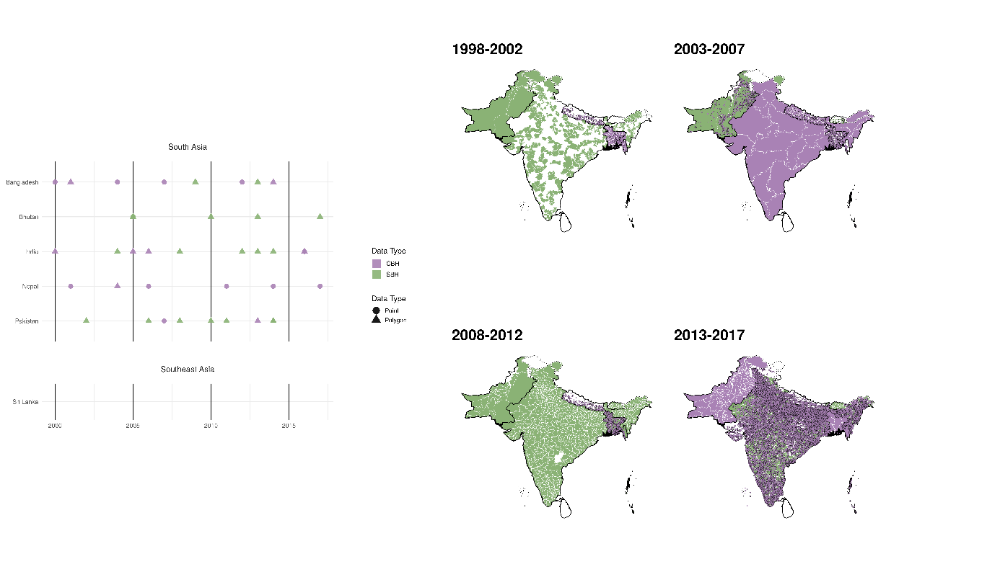 South Asia
Bangladesh
Bhutan
India
Nepal
Pakistan
Southeast Asia
Sri Lanka
2000
2005
2010
2015
Data Type
CBH
SBH
Data Type
Point
Polygon
1998-2002
2003-2007
2008-2012
2013-2017